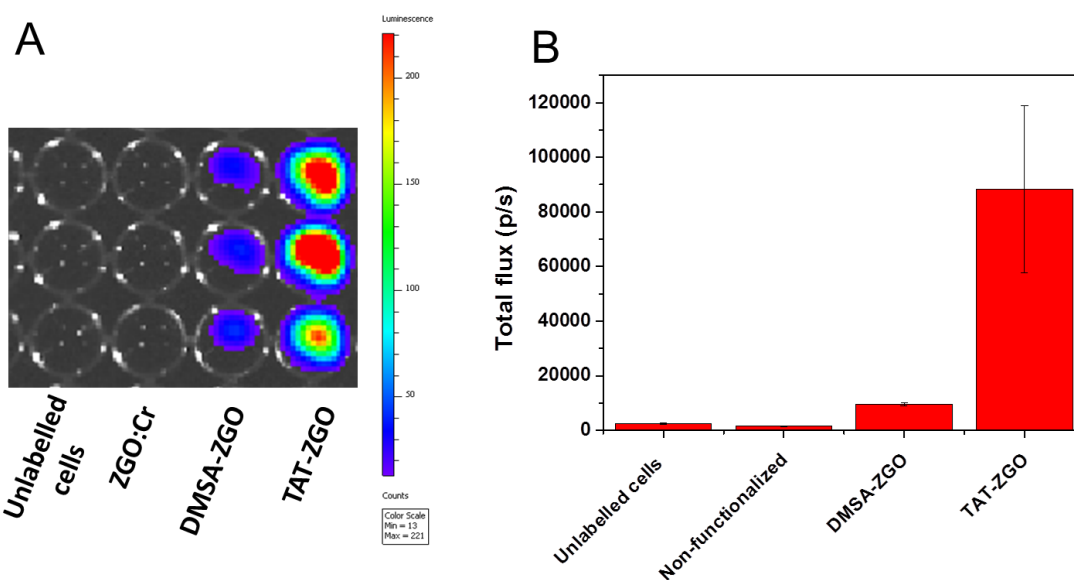 A
Luminescence
200
150
100
50
Counts
Color Scale
Min = 13
Max = 221
Unlabelled
cells
ZGO:Cr
DMSA-ZGO
TAT-ZGO
B
Total flux (p/s)
120000
100000
80000
60000
40000
20000
0
Unlabelled cells
Non-functionalized
DMSA-ZGO
TAT-ZGO